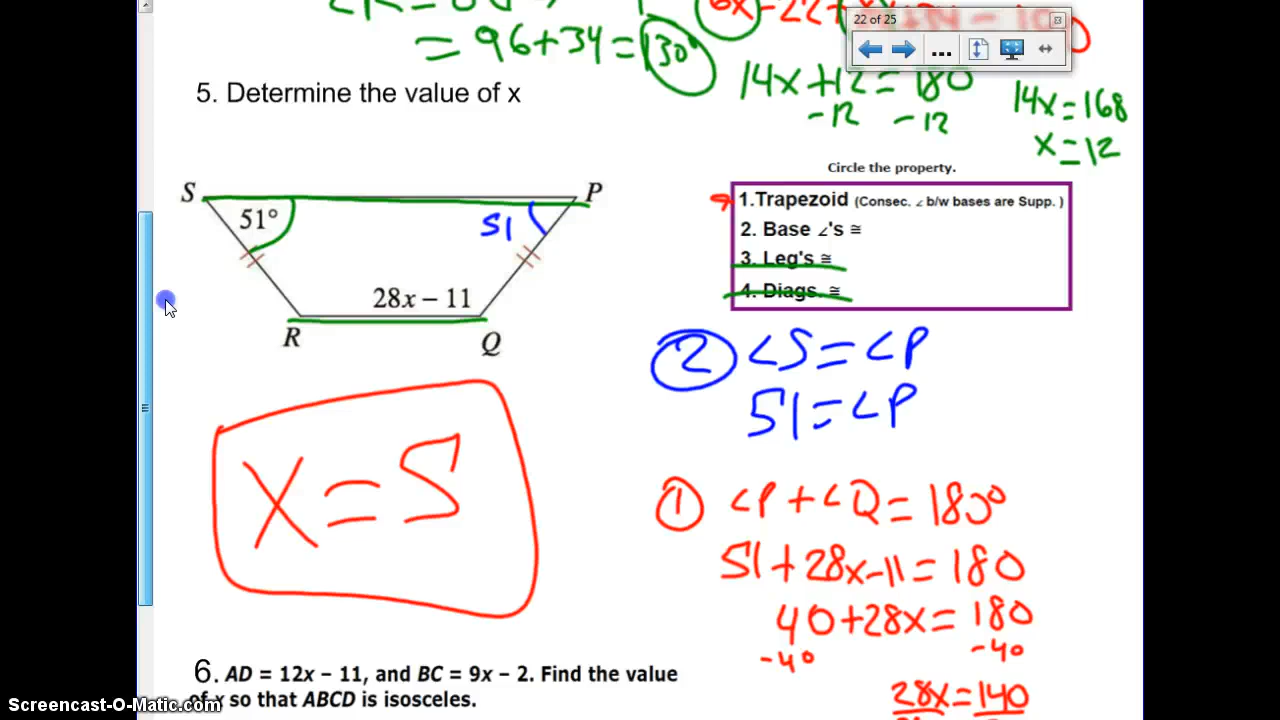 = 96+34=130°
22 of 25
14x+12=180
-12 -12
14x=168
x=12
5. Determine the value of x
Circle the property.
1.Trapezoid (Consec. ∠ b/w bases are Supp. )
2. Base ∠'s ≅
3. Leg's ≅
4. Diags. ≅
S
P
51°
51
28x – 11
R
Q
② ∠S=∠P
51=∠P
x=5
① ∠P+∠Q=180°
51+28x-11=180
40+28x=180
-40 -40
28x=140
6. AD = 12x – 11, and BC = 9x – 2. Find the value
of x so that ABCD is isosceles.
Screencast-O-Matic.com